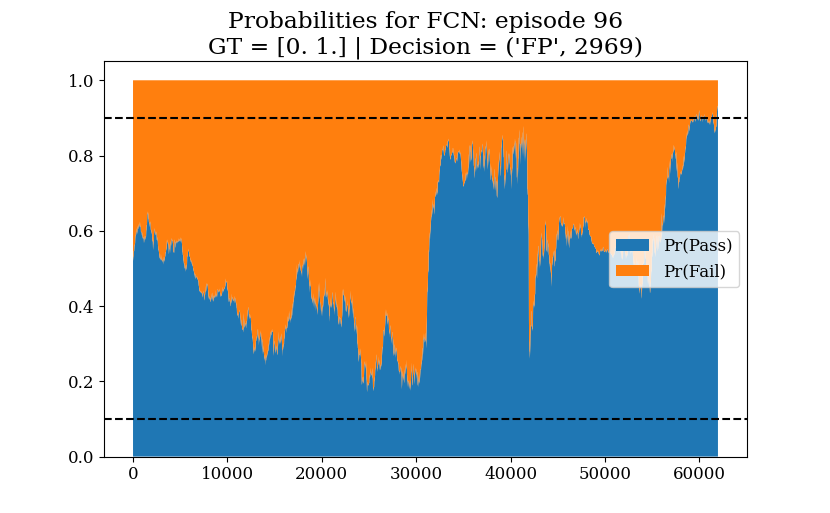 Probabilities for FCN: episode 96
GT = [0. 1.] | Decision = ('FP', 2969)
1.0
0.8
0.6
0.4
0.2
0.0
Pr(Pass)
Pr(Fail)
0 10000 20000 30000 40000 50000 60000